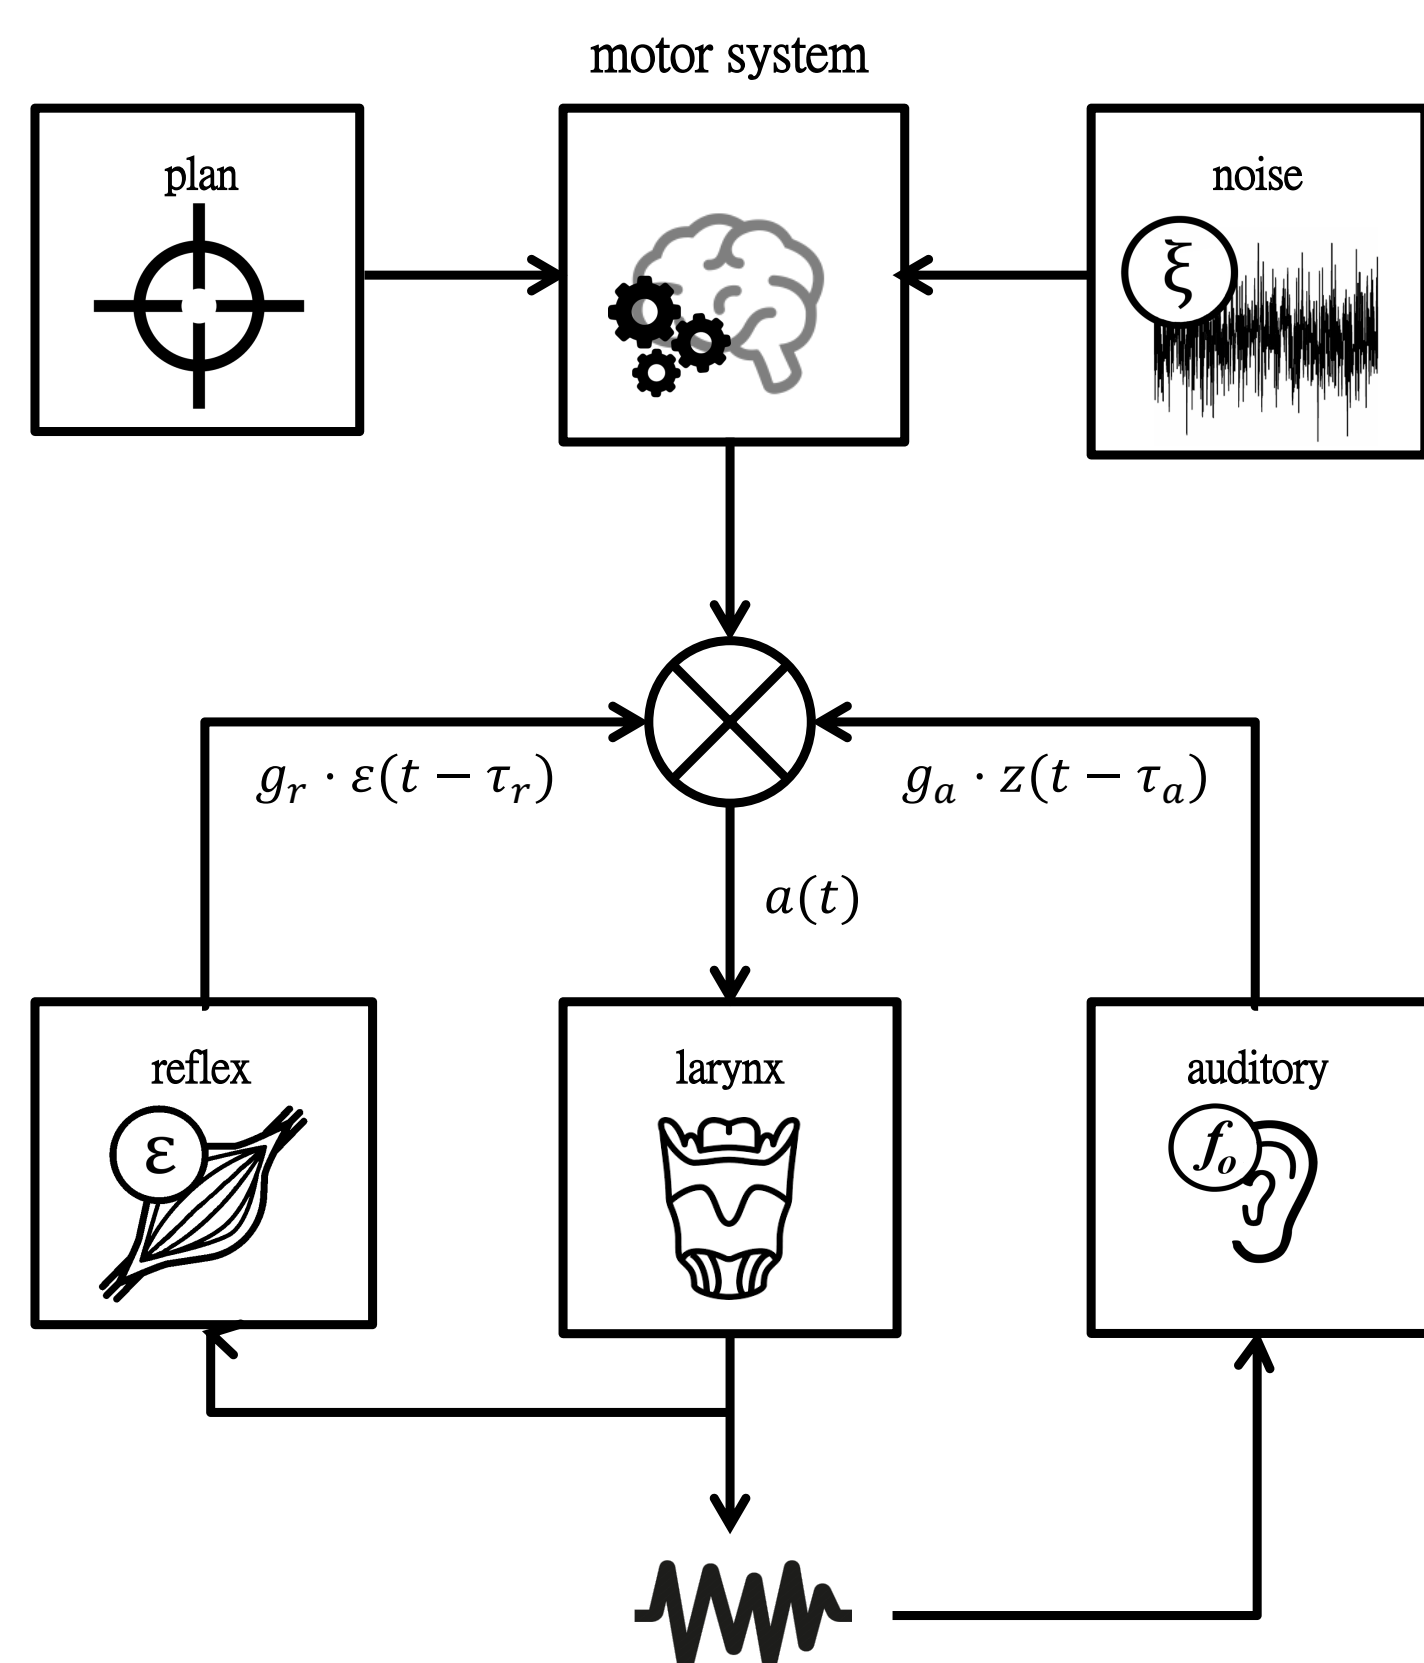 motor system
plan
noise
ξ
g_r · ε(t − τ_r)
g_a · z(t − τ_a)
a(t)
reflex
larynx
auditory
ε
f_o